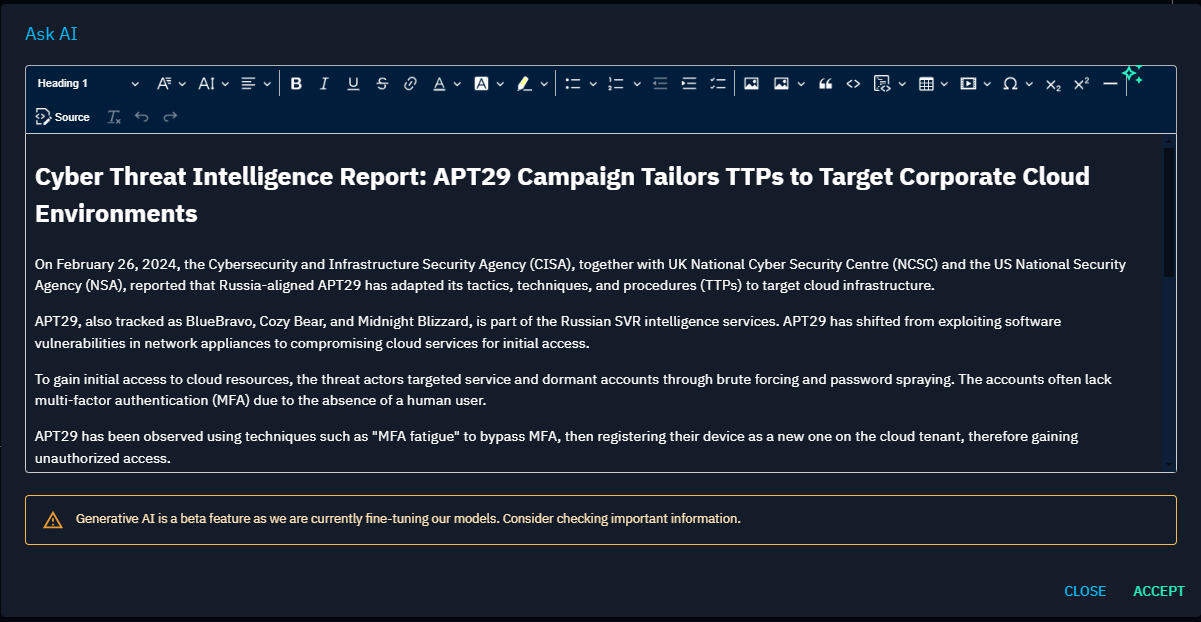 Ask AI
Heading 1
Source
Cyber Threat Intelligence Report: APT29 Campaign Tailors TTPs to Target Corporate Cloud
Environments
On February 26, 2024, the Cybersecurity and Infrastructure Security Agency (CISA), together with UK National Cyber Security Centre (NCSC) and the US National Security
Agency (NSA), reported that Russia-aligned APT29 has adapted its tactics, techniques, and procedures (TTPs) to target cloud infrastructure.
APT29, also tracked as BlueBravo, Cozy Bear, and Midnight Blizzard, is part of the Russian SVR intelligence services. APT29 has shifted from exploiting software
vulnerabilities in network appliances to compromising cloud services for initial access.
To gain initial access to cloud resources, the threat actors targeted service and dormant accounts through brute forcing and password spraying. The accounts often lack
multi-factor authentication (MFA) due to the absence of a human user.
APT29 has been observed using techniques such as "MFA fatigue" to bypass MFA, then registering their device as a new one on the cloud tenant, therefore gaining
unauthorized access.
Generative AI is a beta feature as we are currently fine-tuning our models. Consider checking important information.
CLOSE ACCEPT